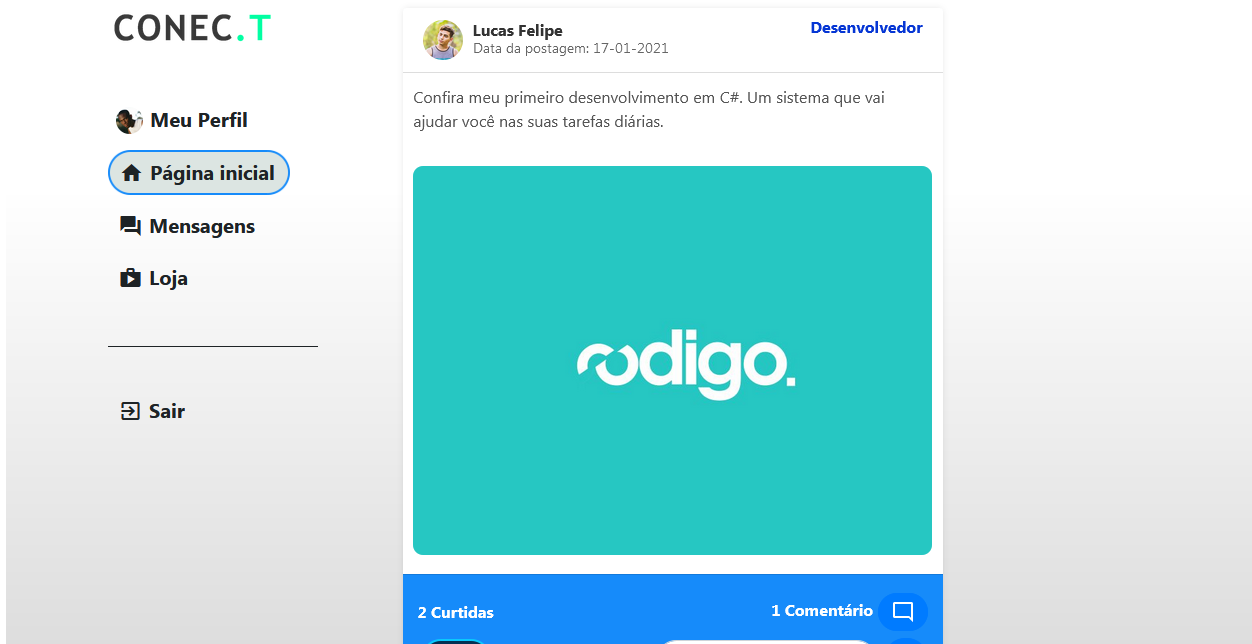 CONEC.T
Meu Perfil
Página inicial
Mensagens
Loja
Sair
Lucas Felipe
Data da postagem: 17-01-2021
Desenvolvedor
Confira meu primeiro desenvolvimento em C#. Um sistema que vai
ajudar você nas suas tarefas diárias.
rodigo.
2 Curtidas
1 Comentário